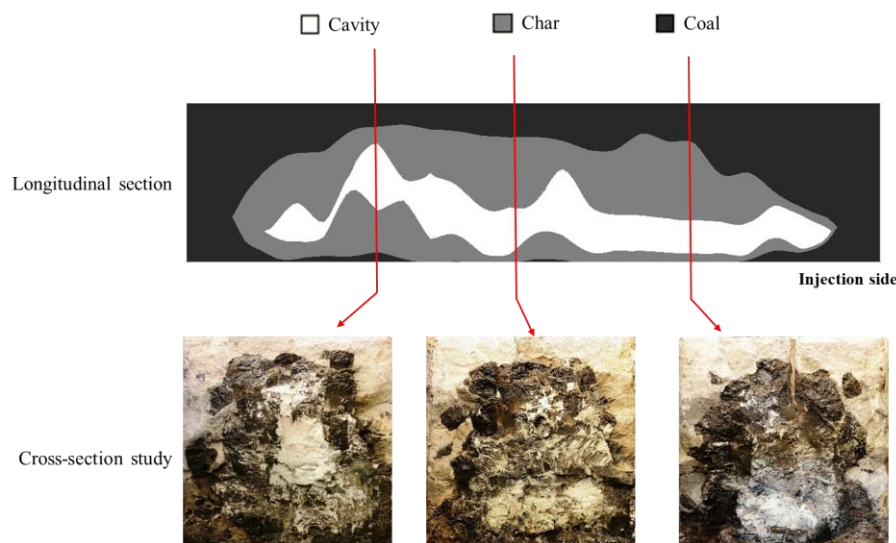 Cavity
Char
Coal
Longitudinal section
Injection side
Cross-section study